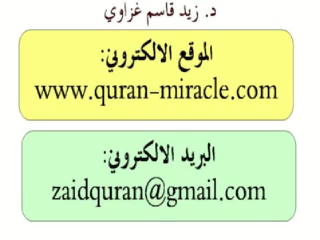 د. زيد قاسم غزاوي
الموقع الالكتروني:
www.quran-miracle.com
البريد الالكتروني:
zaidquran@gmail.com